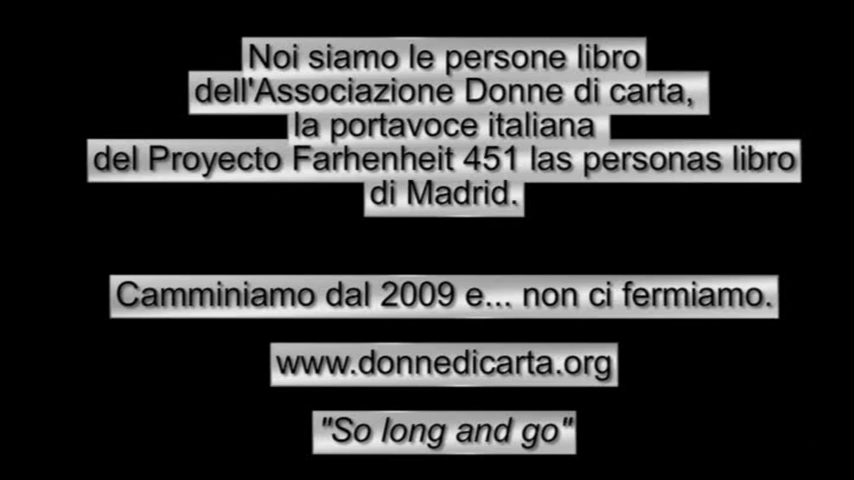 Noi siamo le persone libro
dell'Associazione Donne di carta,
la portavoce italiana
del Proyecto Farhenheit 451 las personas libro
di Madrid.
Camminiamo dal 2009 e... non ci fermiamo.
www.donnedicarta.org
"So long and go"